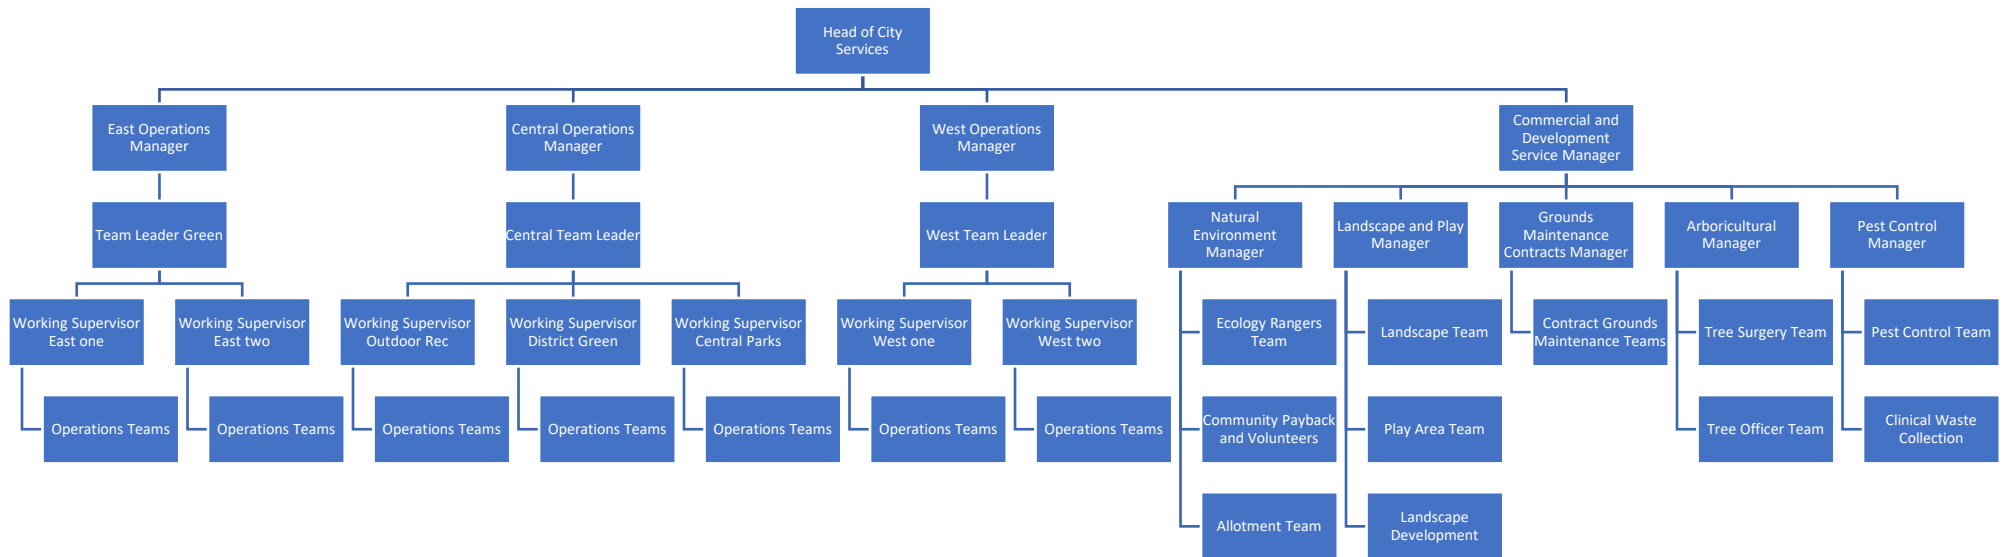 Head of City
Services
East Operations
Manager
Central Operations
Manager
West Operations
Manager
Commercial and
Development
Service Manager
Team Leader Green
Central Team Leader
West Team Leader
Natural
Environment
Manager
Landscape and Play
Manager
Grounds
Maintenance
Contracts Manager
Arboricultural
Manager
Pest Control
Manager
Working Supervisor
East one
Working Supervisor
East two
Working Supervisor
Outdoor Rec
Working Supervisor
District Green
Working Supervisor
Central Parks
Working Supervisor
West one
Working Supervisor
West two
Ecology Rangers
Team
Landscape Team
Contract Grounds
Maintenance Teams
Tree Surgery Team
Pest Control Team
Operations Teams
Operations Teams
Operations Teams
Operations Teams
Operations Teams
Operations Teams
Operations Teams
Community Payback
and Volunteers
Play Area Team
Tree Officer Team
Clinical Waste
Collection
Allotment Team
Landscape
Development